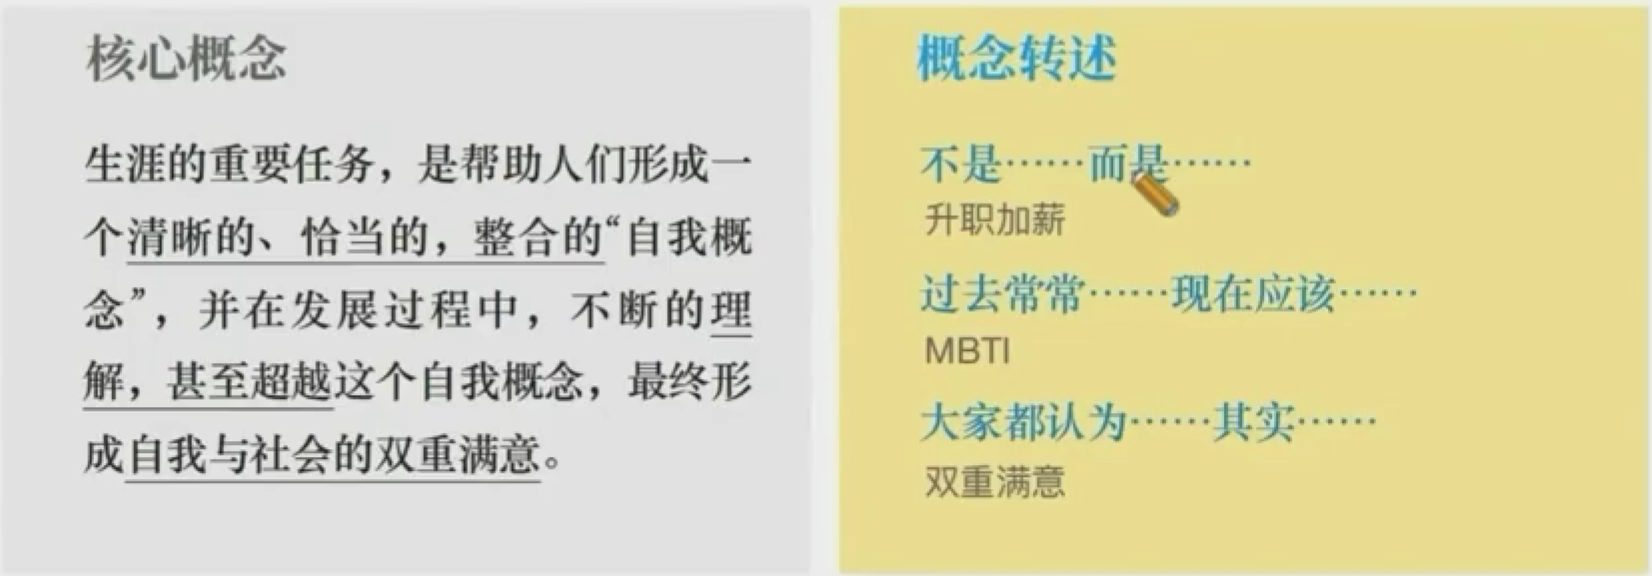 核心概念
生涯的重要任务，是帮助人们形成一
个清晰的、恰当的，整合的“自我概
念”，并在发展过程中，不断的理
解，甚至超越这个自我概念，最终形
成自我与社会的双重满意。
概念转述
不是……而是……
升职加薪
过去常常……现在应该……
MBTI
大家都认为……其实……
双重满意